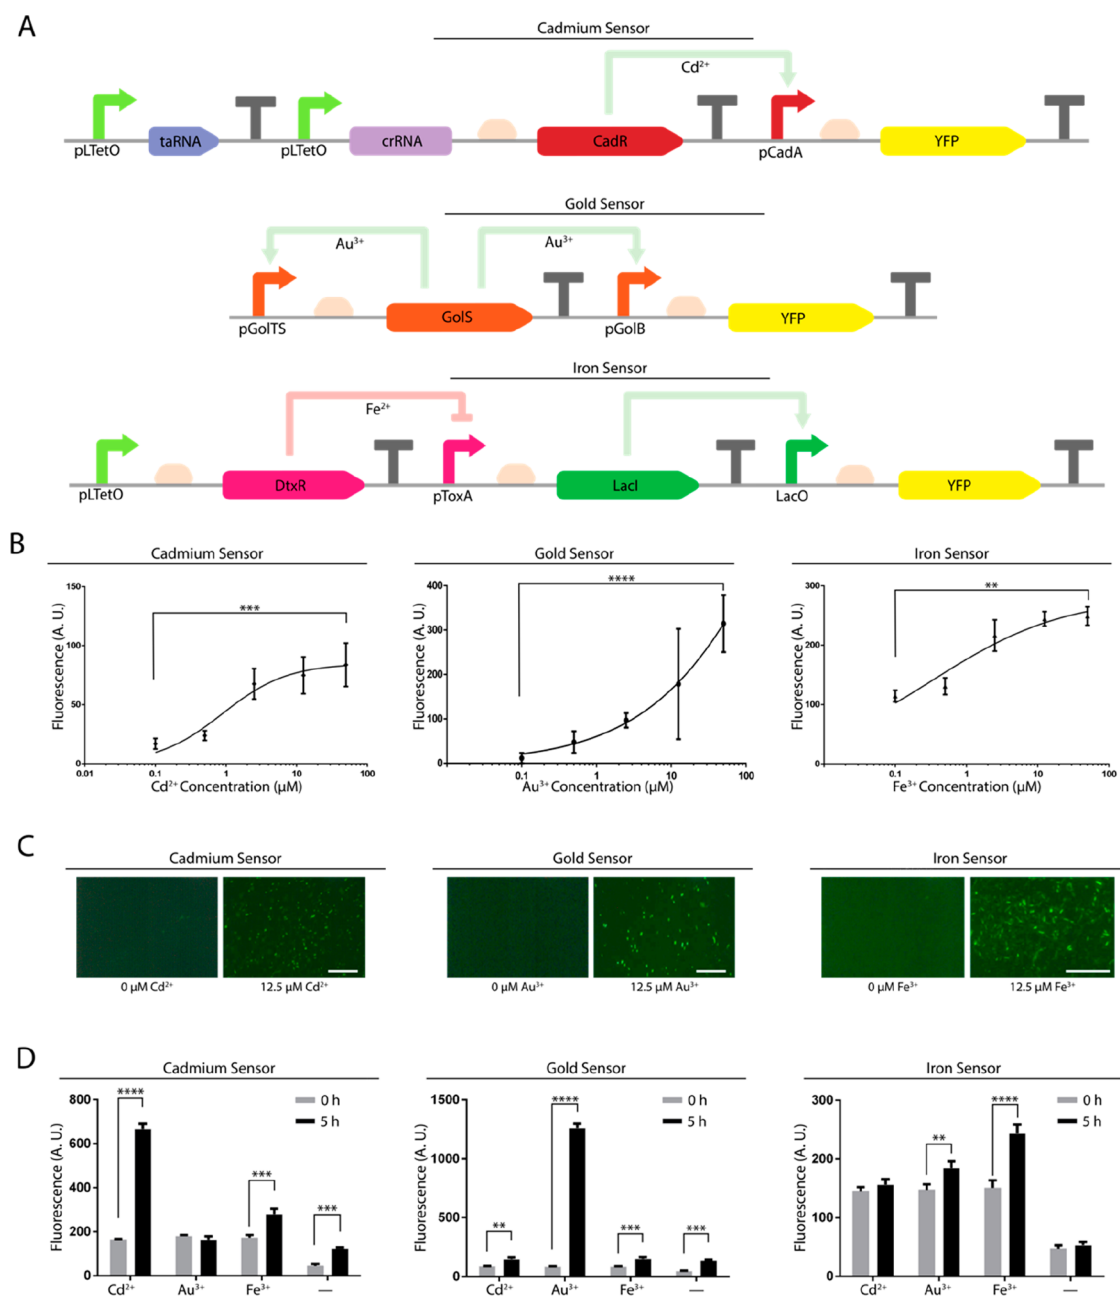 A
Cadmium Sensor
Cd²⁺
pLTetO taRNA pLTetO crRNA CadR pCadA YFP
Gold Sensor
Au³⁺ Au³⁺
pGolTS GolS pGolB YFP
Iron Sensor
Fe²⁺
pLTetO DtxR pToxA LacI LacO YFP
B
Cadmium Sensor Gold Sensor Iron Sensor
Fluorescence (A. U.)
150
100
50
0
***
0.01 0.1 1 10 100
Cd²⁺ Concentration (µM)
Fluorescence (A. U.)
400
300
200
100
0
****
0.1 1 10 100
Au³⁺ Concentration (µM)
Fluorescence (A. U.)
300
200
100
0
**
0.1 1 10 100
Fe³⁺ Concentration (µM)
C
Cadmium Sensor Gold Sensor Iron Sensor
0 µM Cd²⁺ 12.5 µM Cd²⁺ 0 µM Au³⁺ 12.5 µM Au³⁺ 0 µM Fe³⁺ 12.5 µM Fe³⁺
D
Cadmium Sensor Gold Sensor Iron Sensor
Fluorescence (A. U.)
800
600
400
200
0
**** *** ***
0 h
5 h
Cd²⁺ Au³⁺ Fe³⁺ —
Fluorescence (A. U.)
1500
1000
500
0
** **** *** ***
0 h
5 h
Cd²⁺ Au³⁺ Fe³⁺ —
Fluorescence (A. U.)
300
200
100
0
** ****
0 h
5 h
Cd²⁺ Au³⁺ Fe³⁺ —